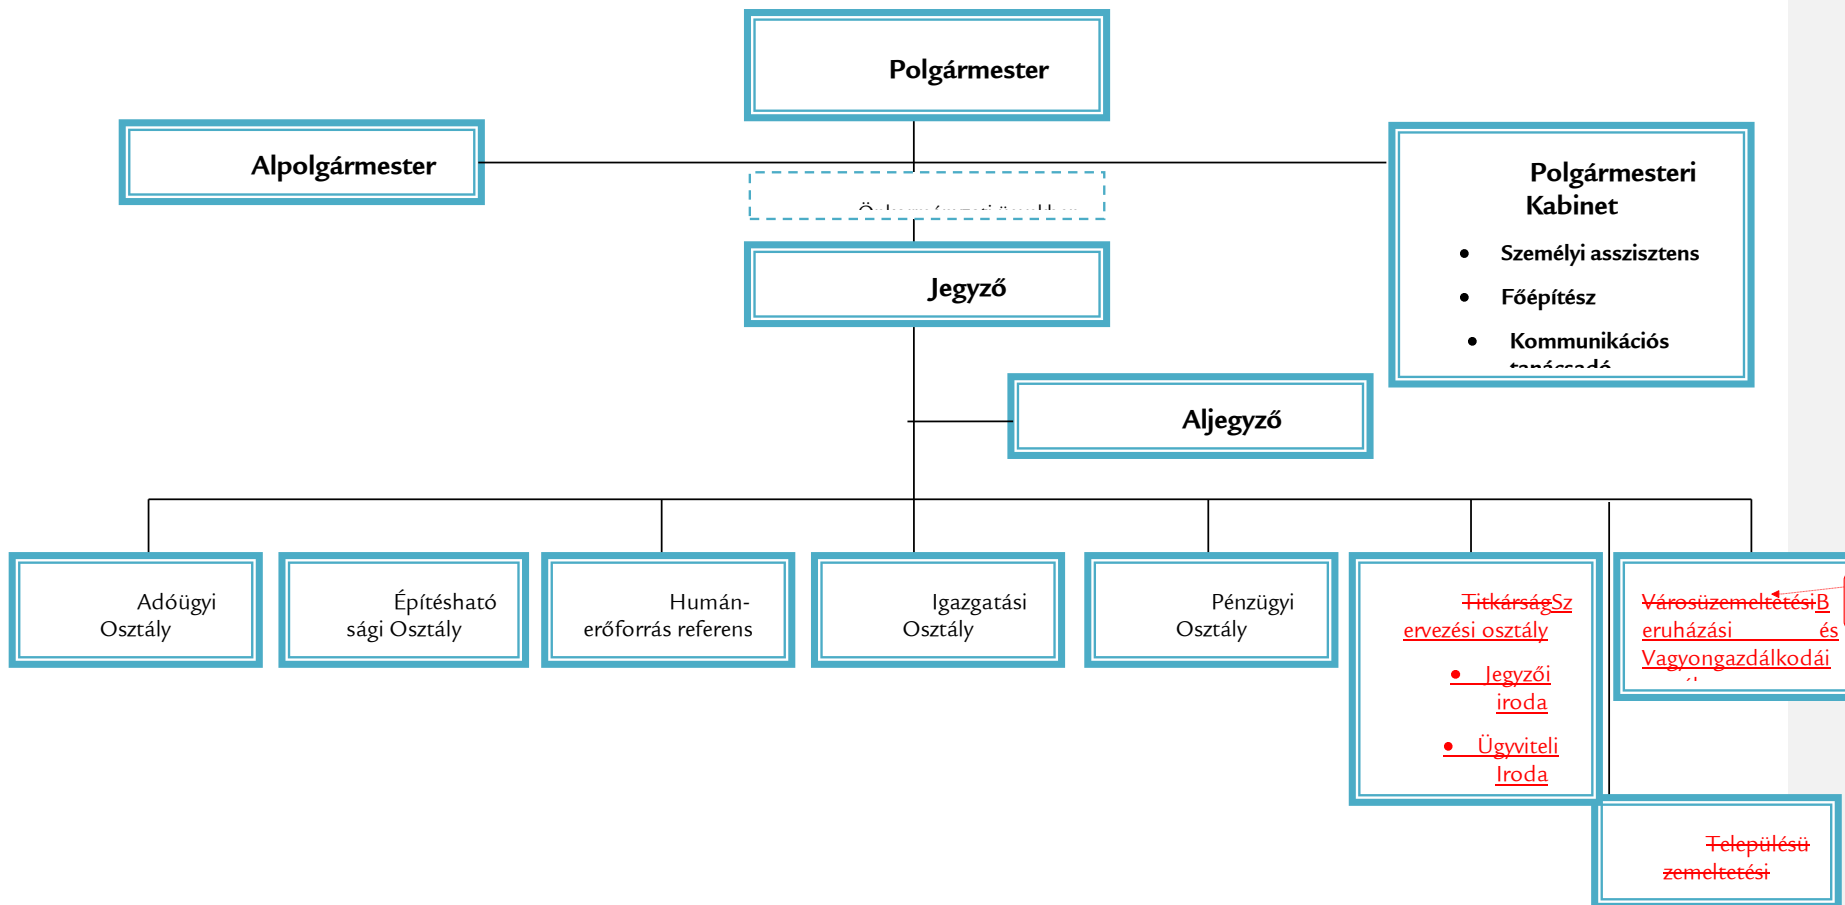 Polgármester
Alpolgármester
Polgármesteri
Kabinet
• Személyi asszisztens
• Főépítész
• Kommunikációs
tanácsadó
Jegyző
Aljegyző
Adóügyi
Osztály
Építésható
sági Osztály
Humán-
erőforrás referens
Igazgatási
Osztály
Pénzügyi
Osztály
TitkárságSz
ervezési osztály
• Jegyzői
iroda
• Ügyviteli
Iroda
VárosüzemeltetésiB
eruházási és
Vagyongazdálkodái
Településü
zemeltetési